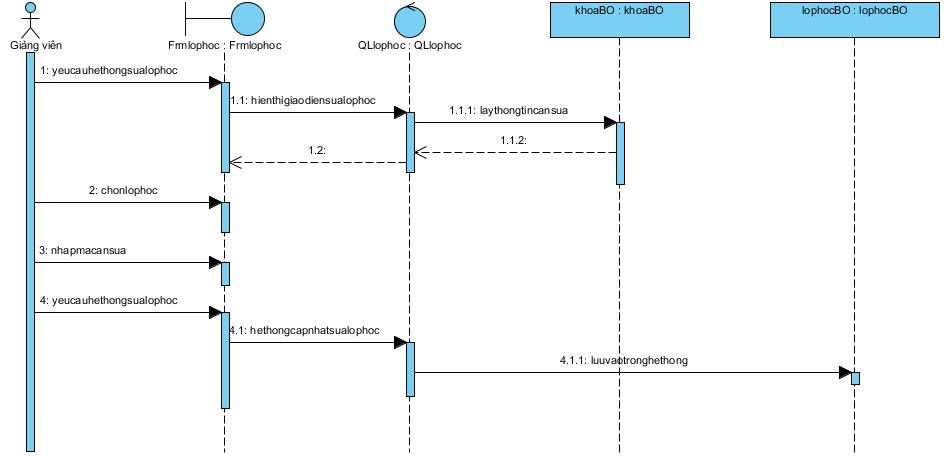 khoaBO : khoaBO
lophocBO : lophocBO
Giảng viên
Frmlophoc : Frmlophoc
QLlophoc : QLlophoc
1: yeucauhethongsualophoc
1.1: hienthigiaodiensualophoc
1.1.1: laythongtincansua
1.1.2:
1.2:
2: chonlophoc
3: nhapmacansua
4: yeucauhethongsualophoc
4.1: hethongcapnhatsualophoc
4.1.1: luuvaotronghethong